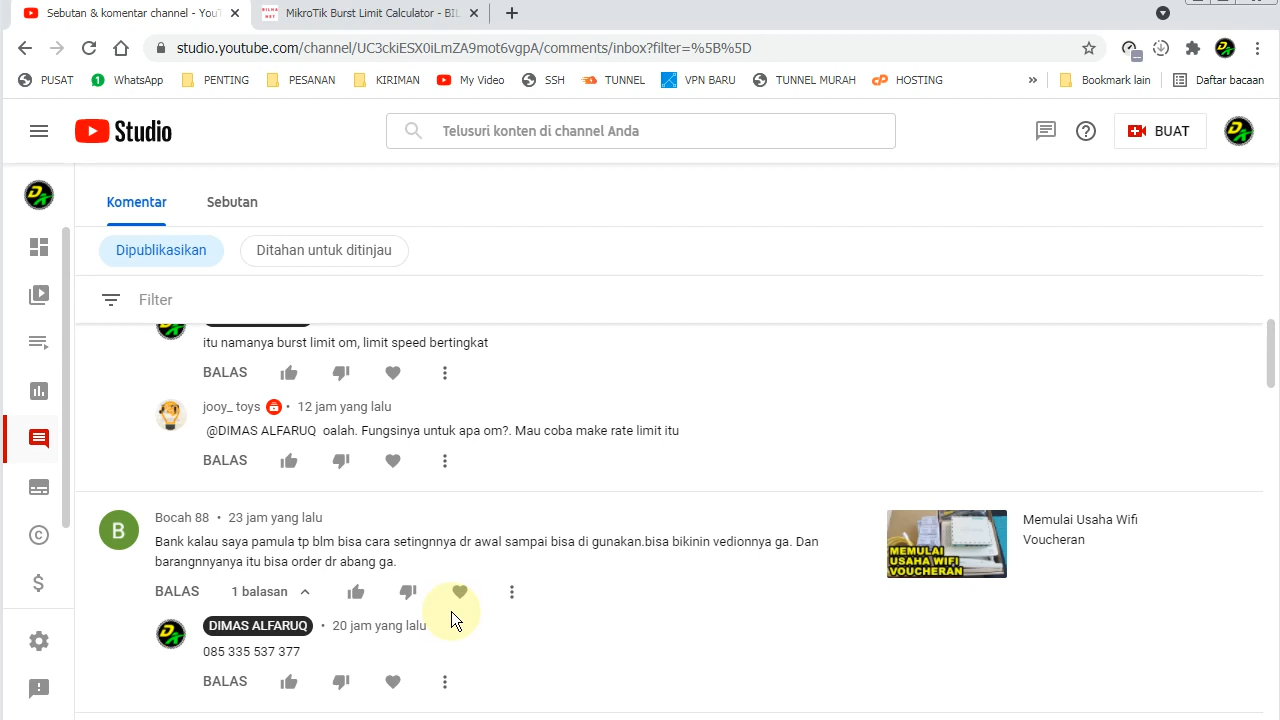 Sebutan & komentar channel - You
MikroTik Burst Limit Calculator - BIL
studio.youtube.com/channel/UC3ckiESX0iLmZA9mot6vgpA/comments/inbox?filter=%5B%5D
PUSAT WhatsApp PENTING PESANAN KIRIMAN My Video SSH TUNNEL VPN BARU TUNNEL MURAH HOSTING » Bookmark lain Daftar bacaan
Studio
Telusuri konten di channel Anda
BUAT
Komentar Sebutan
Dipublikasikan Ditahan untuk ditinjau
Filter
itu namanya burst limit om, limit speed bertingkat
BALAS
jooy_ toys • 12 jam yang lalu
@DIMAS ALFARUQ oalah. Fungsinya untuk apa om?. Mau coba make rate limit itu
BALAS
B
Bocah 88 • 23 jam yang lalu
Bank kalau saya pamula tp blm bisa cara setingnnya dr awal sampai bisa di gunakan.bisa bikinin vedionnya ga. Dan
barangnnyanya itu bisa order dr abang ga.
BALAS 1 balasan
MEMULAI
USAHA WIFI
VOUCHERAN
Memulai Usaha Wifi
Voucheran
DIMAS ALFARUQ • 20 jam yang lalu
085 335 537 377
BALAS